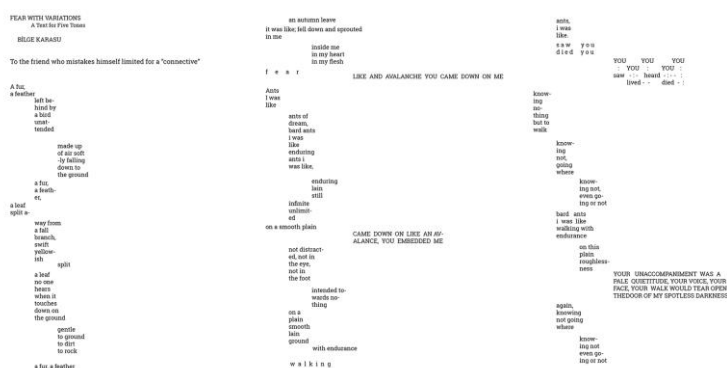 FEAR WITH VARIATIONS
A Text for Five Tones
BİLGE KARASU
To the friend who mistakes himself limited for a "connective"
A fur,
a feather
left be-
hind by
a bird
unat-
tended
made up
of air soft
-ly falling
down to
the ground
a fur,
a feath-
er,
a leaf
split a-
way from
a fall
branch,
swift
yellow-
ish
split
a leaf
no one
hears
when it
touches
down on
the ground
gentle
to ground
to dirt
to rock
a fur, a feather
an autumn leave
it was like; fell down and sprouted
in me
inside me
in my heart
in my flesh
f e a r
LIKE AND AVALANCHE YOU CAME DOWN ON ME
Ants
I was
like
ants of
dream,
bard ants
i was
like
enduring
ants i
was like,
enduring
lain
still
infinite
unlimit-
ed
on a smooth plain
CAME DOWN ON LIKE AN AV-
ALANCE, YOU EMBEDDED ME
not distract-
ed, not in
the eye,
not in
the foot
intended to-
wards no-
thing
on a
plain
smooth
lain
ground
with endurance
w a l k i n g
ants,
i was
like.
s a w you
d i e d you
YOU YOU YOU
: YOU : YOU :
saw -:- heard -:-- :
lived - - died - :
know-
ing
no-
thing
but to
walk
know-
ing
not,
going
where
know-
ing not,
even go-
ing or not
bard ants
i was like
walking with
endurance
on this
plain
roughless-
ness
YOUR UNACCOMPANIMENT WAS A
PALE QUIETITUDE, YOUR VOICE, YOUR
FACE, YOUR WALK WOULD TEAR OPEN
THEDOOR OF MY SPOTLESS DARKNESS
again,
knowing
not going
where
know-
ing not
even go-
ing or not